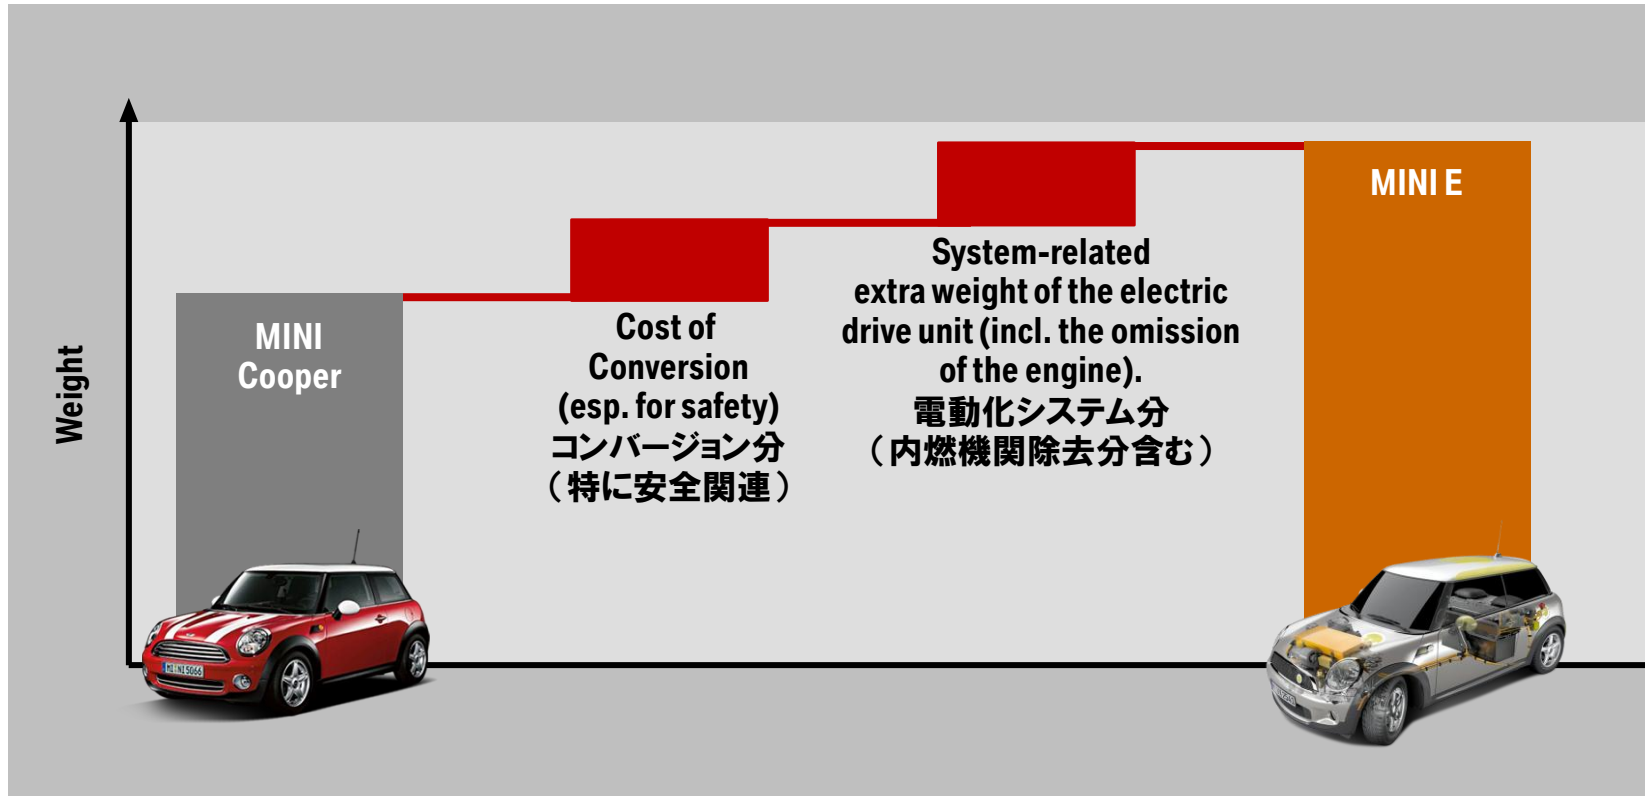 Weight
MINI
Cooper
Cost of
Conversion
(esp. for safety)
コンバージョン分
（特に安全関連）
System-related
extra weight of the electric
drive unit (incl. the omission
of the engine).
電動化システム分
（内燃機関除去分含む）
MINI E